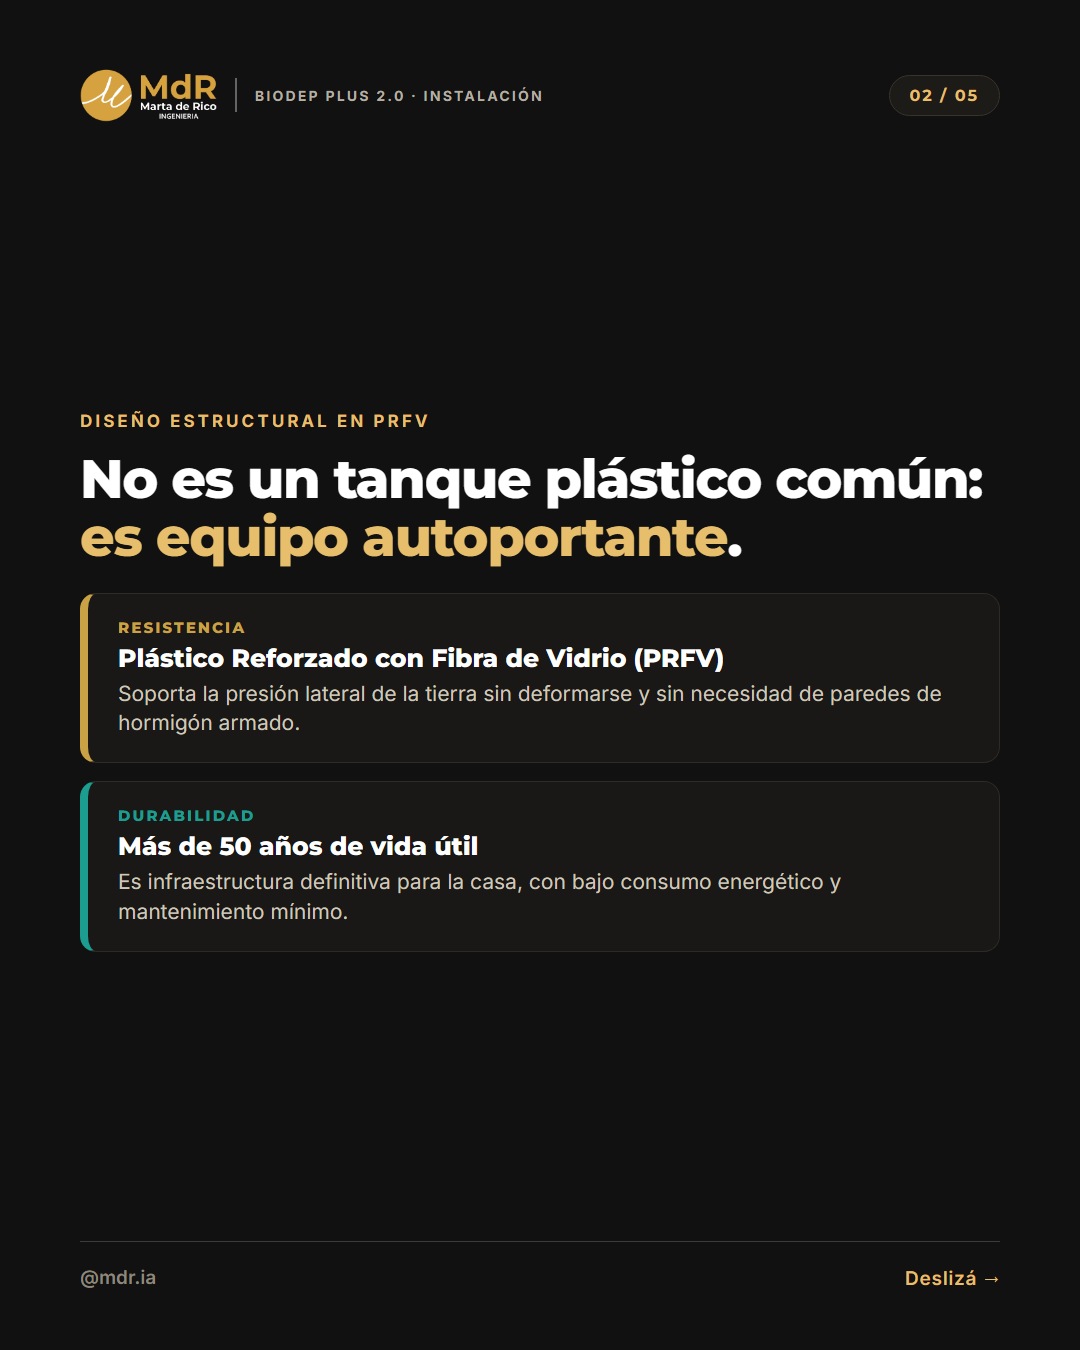 MdR
Marta de Rico
INGENIERIA
BIODEP PLUS 2.0 · INSTALACIÓN
02 / 05
DISEÑO ESTRUCTURAL EN PRFV
No es un tanque plástico común:
es equipo autoportante.
RESISTENCIA
Plástico Reforzado con Fibra de Vidrio (PRFV)
Soporta la presión lateral de la tierra sin deformarse y sin necesidad de paredes de
hormigón armado.
DURABILIDAD
Más de 50 años de vida útil
Es infraestructura definitiva para la casa, con bajo consumo energético y
mantenimiento mínimo.
@mdr.ia
Deslizá →